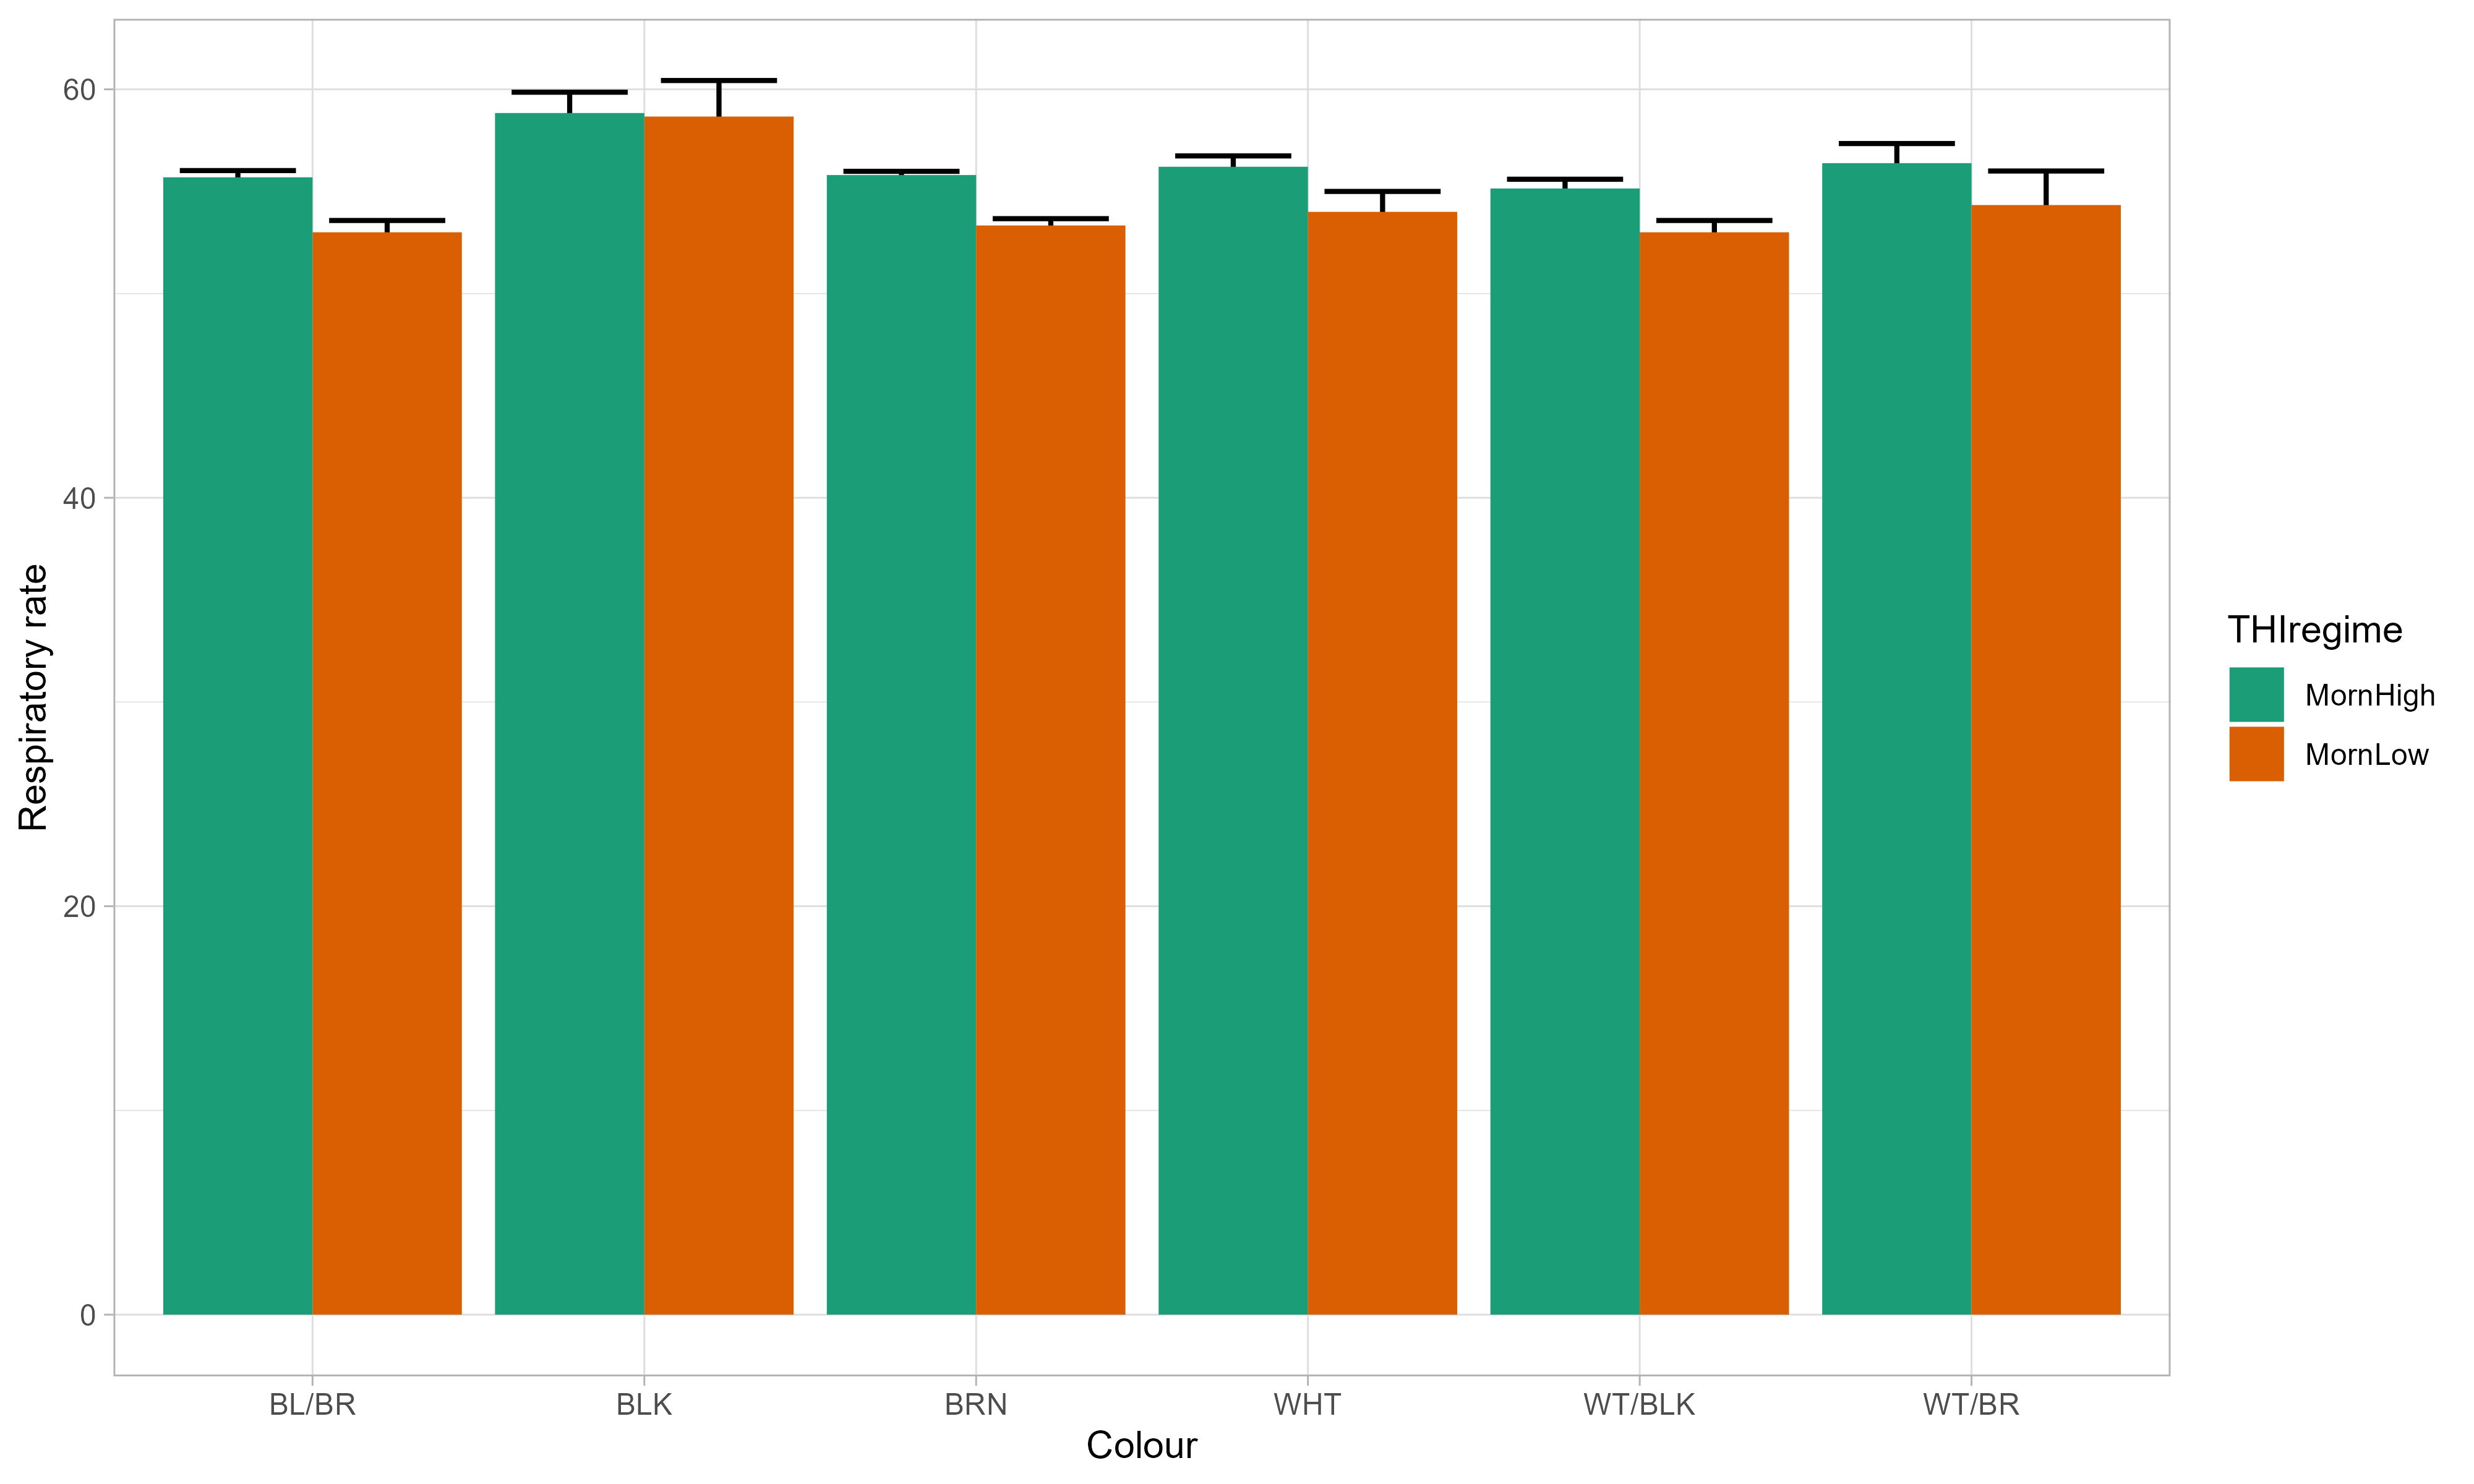 60
40
20
0
Respiratory rate
BL/BR BLK BRN WHT WT/BLK WT/BR
Colour
THIregime
MornHigh
MornLow